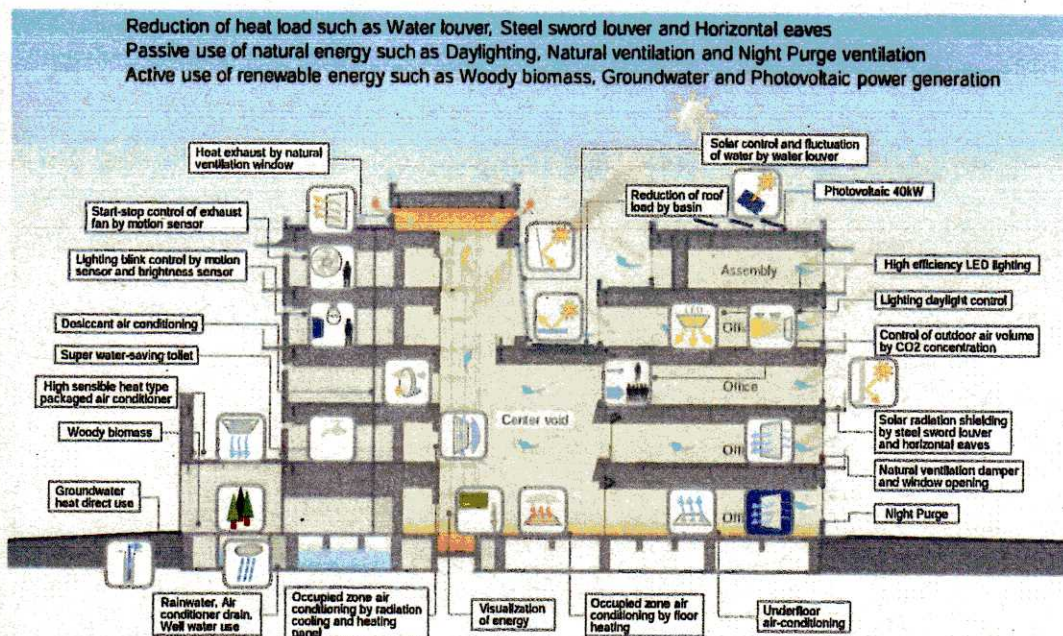 Reduction of heat load such as Water louver, Steel sword louver and Horizontal eaves
Passive use of natural energy such as Daylighting, Natural ventilation and Night Purge ventilation
Active use of renewable energy such as Woody biomass, Groundwater and Photovoltaic power generation
Heat exhaust by natural
ventilation window
Solar control and fluctuation
of water by water louver
Start-stop control of exhaust
fan by motion sensor
Reduction of roof
load by basin
Photovoltaic 40kW
Lighting blink control by motion
sensor and brightness sensor
Assembly
High efficiency LED lighting
Dosiccant air conditioning
LED
Offi
Lighting daylight control
Super water-saving toilet
Control of outdoor air volume
by CO2 concentration
High sensible heat type
packaged air conditioner
Office
Woody biomass
Center void
Solar radiation shielding
by steel sword louver
and horizontal eaves
Offi
Natural ventilation damper
and window opening
Groundwater
heat direct use
Offi
Night Purge
Rainwater, Air
conditioner drain,
Well water use
Occupied zone air
conditioning by radiation
cooling and heating
panel
Visualization
of energy
Occupied zone air
conditioning by floor
heating
Underfloor
air-conditioning